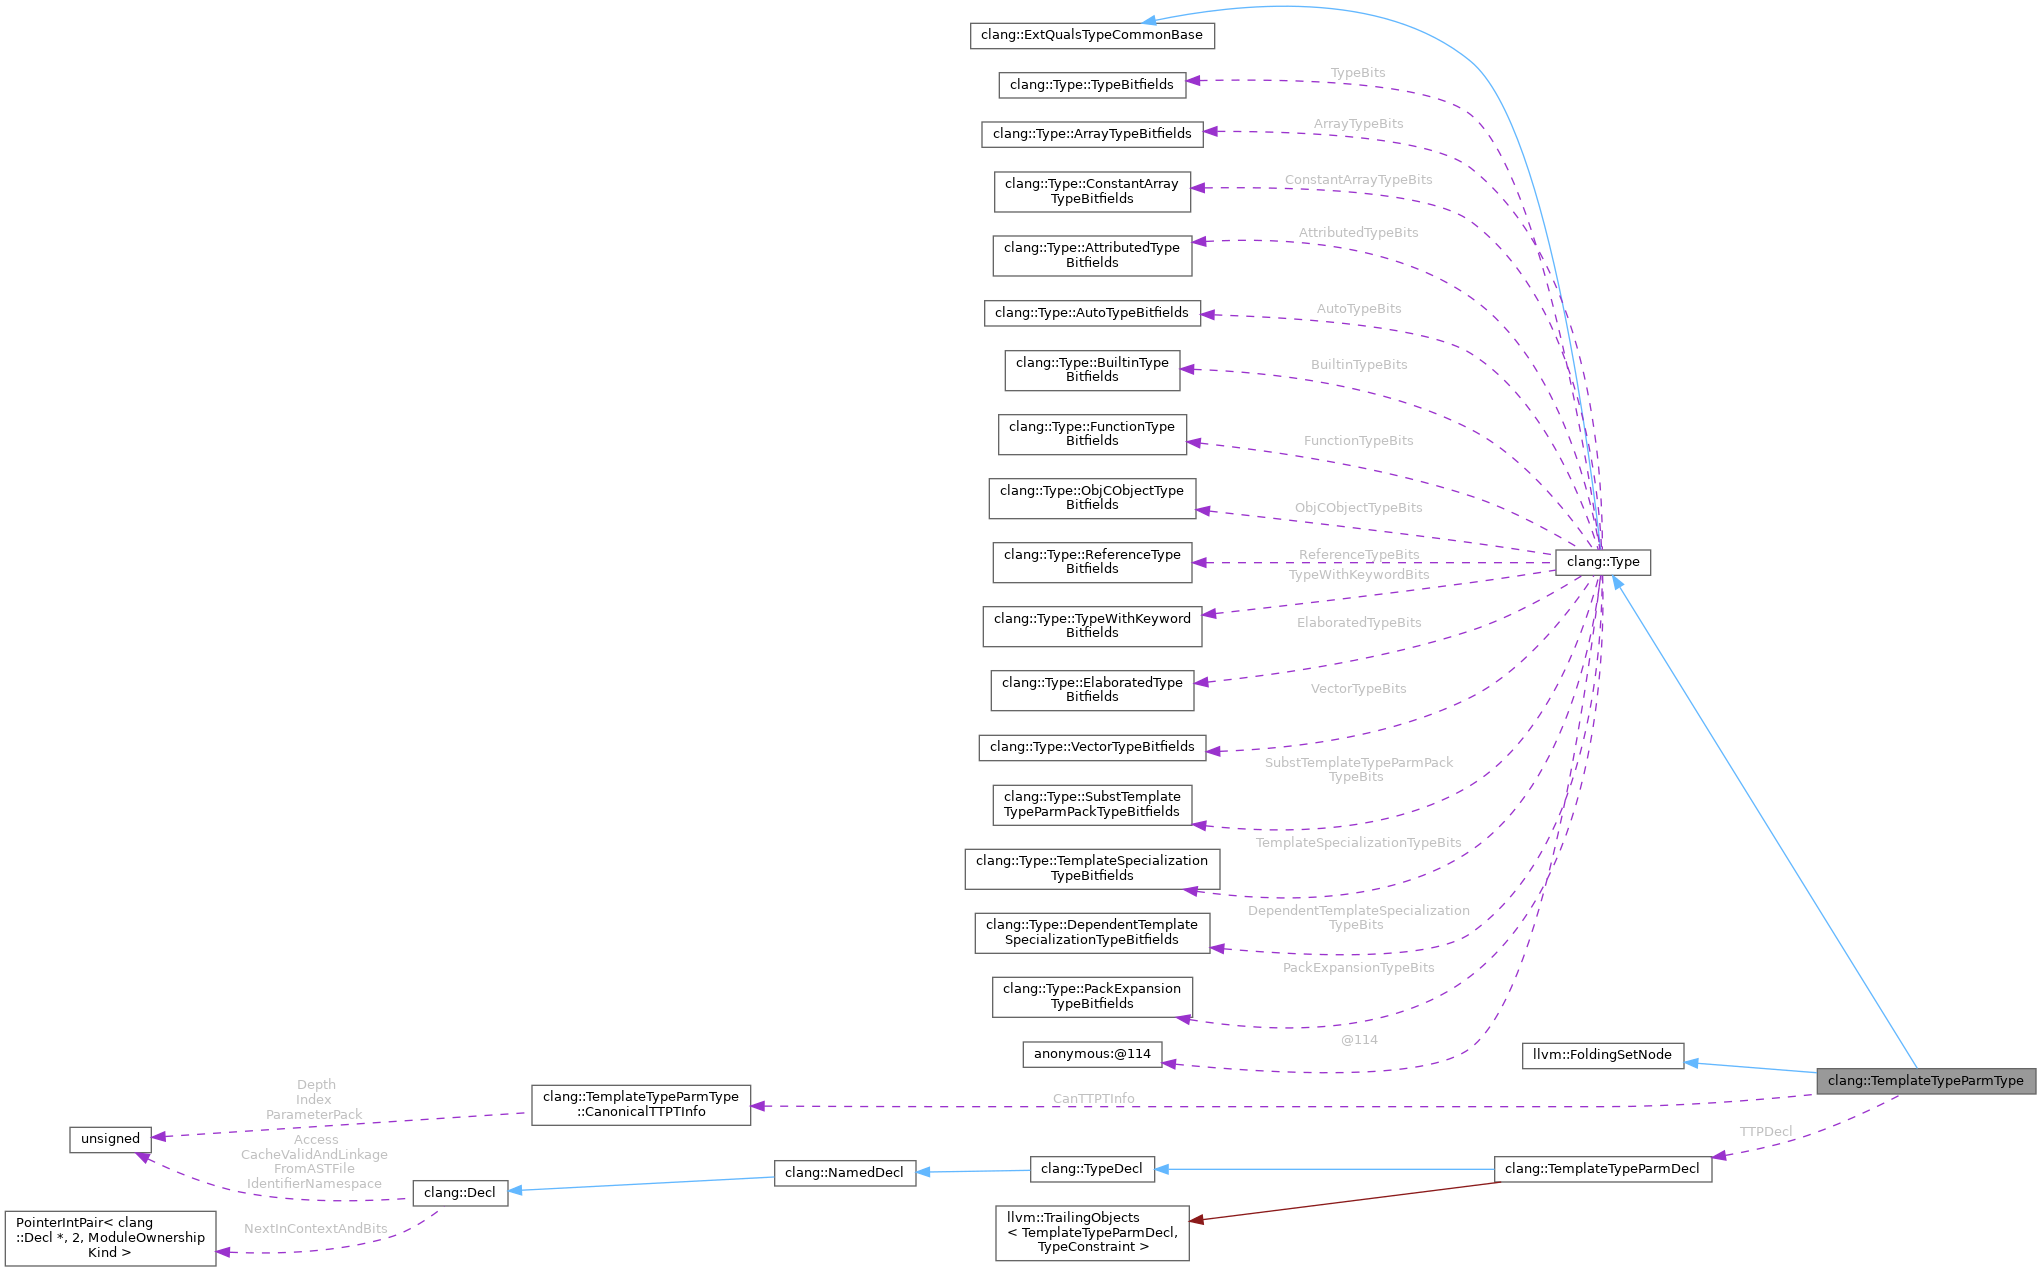 clang::ExtQualsTypeCommonBase
TypeBits
clang::Type::TypeBitfields
ArrayTypeBits
clang::Type::ArrayTypeBitfields
ConstantArrayTypeBits
clang::Type::ConstantArray
TypeBitfields
AttributedTypeBits
clang::Type::AttributedType
Bitfields
AutoTypeBits
clang::Type::AutoTypeBitfields
BuiltinTypeBits
clang::Type::BuiltinType
Bitfields
FunctionTypeBits
clang::Type::FunctionType
Bitfields
ObjCObjectTypeBits
clang::Type::ObjCObjectType
Bitfields
ReferenceTypeBits
clang::Type::ReferenceType
Bitfields
clang::Type
TypeWithKeywordBits
clang::Type::TypeWithKeyword
Bitfields
ElaboratedTypeBits
clang::Type::ElaboratedType
Bitfields
VectorTypeBits
clang::Type::VectorTypeBitfields
SubstTemplateTypeParmPack
TypeBits
clang::Type::SubstTemplate
TypeParmPackTypeBitfields
TemplateSpecializationTypeBits
clang::Type::TemplateSpecialization
TypeBitfields
DependentTemplateSpecialization
TypeBits
clang::Type::DependentTemplate
SpecializationTypeBitfields
PackExpansionTypeBits
clang::Type::PackExpansion
TypeBitfields
@114
anonymous:@114
llvm::FoldingSetNode
clang::TemplateTypeParmType
CanTTPTInfo
clang::TemplateTypeParmType
::CanonicalTTPTInfo
Depth
Index
ParameterPack
unsigned
Access
CacheValidAndLinkage
FromASTFile
IdentifierNamespace
TTPDecl
clang::TemplateTypeParmDecl
clang::TypeDecl
clang::NamedDecl
clang::Decl
NextInContextAndBits
PointerIntPair< clang
::Decl *, 2, ModuleOwnership
Kind >
llvm::TrailingObjects
< TemplateTypeParmDecl,
TypeConstraint >